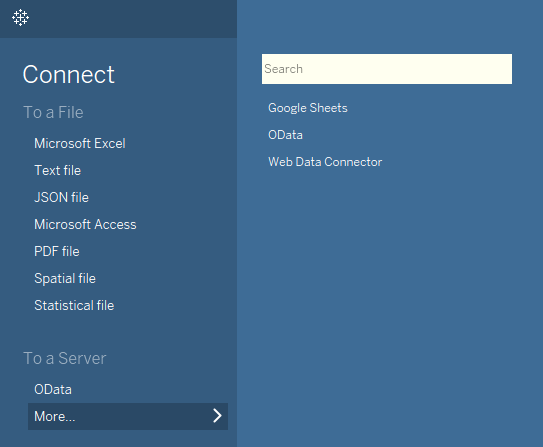 Connect
To a File
Microsoft Excel
Text file
JSON file
Microsoft Access
PDF file
Spatial file
Statistical file
To a Server
OData
More...
Search
Google Sheets
OData
Web Data Connector